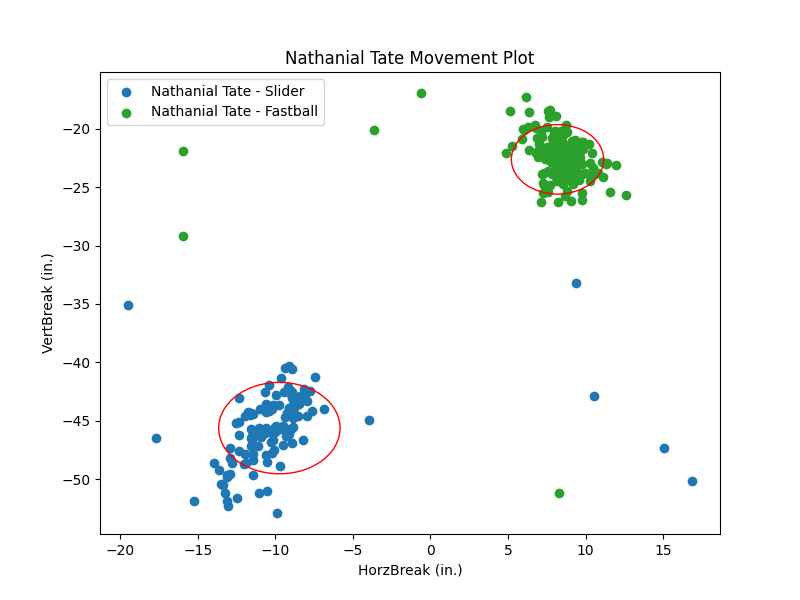 Nathanial Tate Movement Plot
Nathanial Tate - Slider
Nathanial Tate - Fastball
−20
−25
−30
−35
−40
−45
−50
VertBreak (in.)
−20 −15 −10 −5 0 5 10 15
HorzBreak (in.)